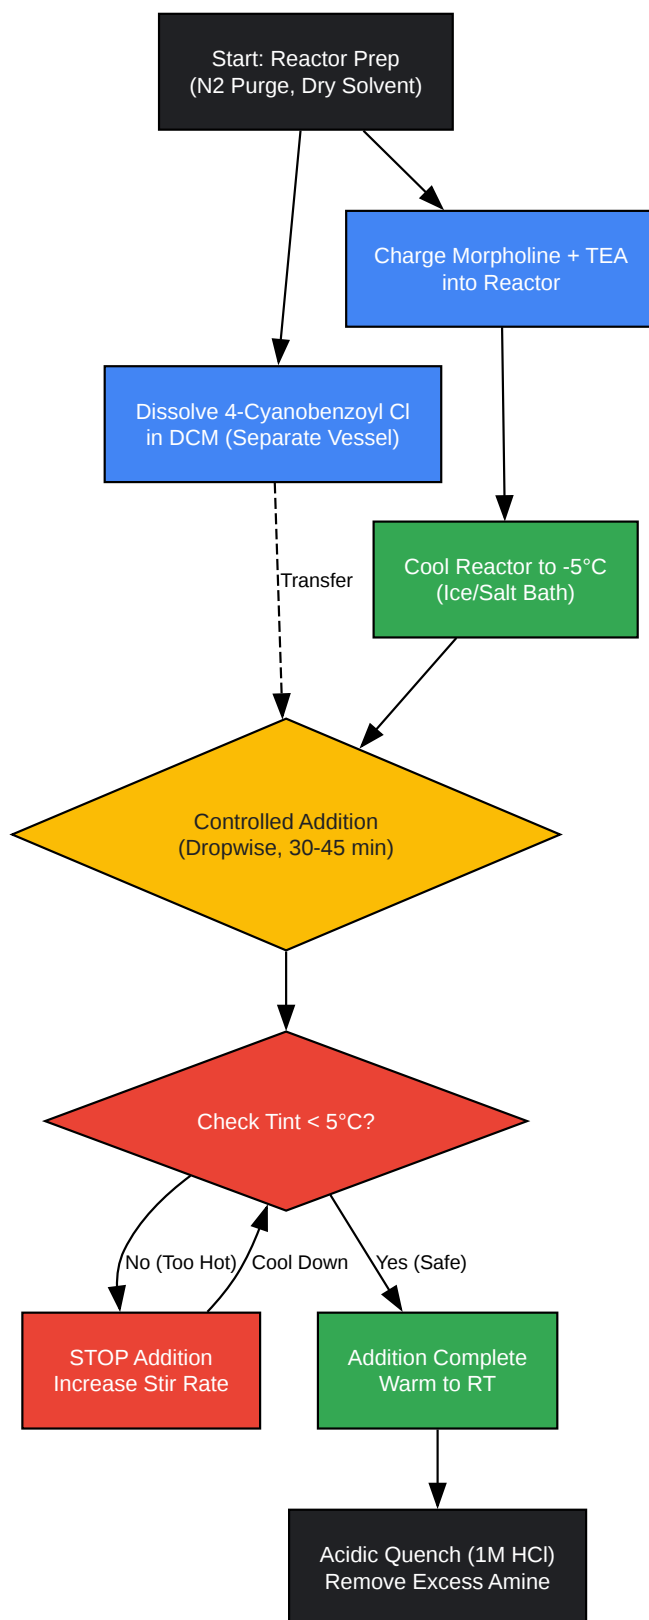 Start: Reactor Prep
(N2 Purge, Dry Solvent)
Charge Morpholine + TEA
into Reactor
Dissolve 4-Cyanobenzoyl Cl
in DCM (Separate Vessel)
Cool Reactor to -5°C
(Ice/Salt Bath)
Transfer
Controlled Addition
(Dropwise, 30-45 min)
Check Tint < 5°C?
No (Too Hot)
Cool Down
Yes (Safe)
STOP Addition
Increase Stir Rate
Addition Complete
Warm to RT
Acidic Quench (1M HCl)
Remove Excess Amine